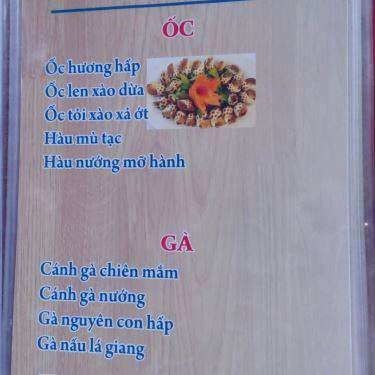 ỐC
Ốc hương hấp
Ốc len xào dừa
Ốc tỏi xào xả ớt
Hàu mù tạc
Hàu nướng mỡ hành
GÀ
Cánh gà chiên mắm
Cánh gà nướng
Gà nguyên con hấp
Gà nấu lá giang